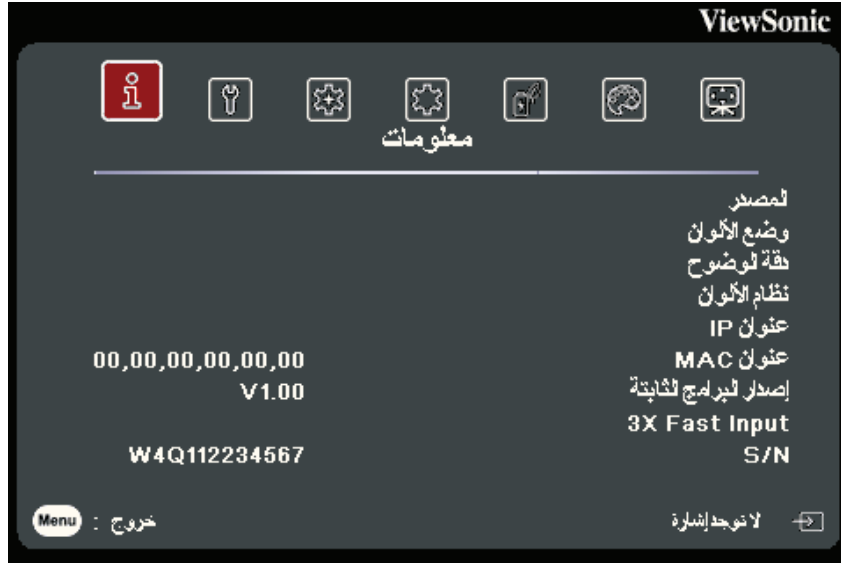 ViewSonic
معلومات
المصدر
وضع الألوان
دقة الوضوح
نظام الألوان
عنوان IP
عنوان MAC 00,00,00,00,00,00
إصدار البرامج الثابتة V1.00
3X Fast Input
S/N W4Q112234567
لا توجد إشارة
خروج : Menu